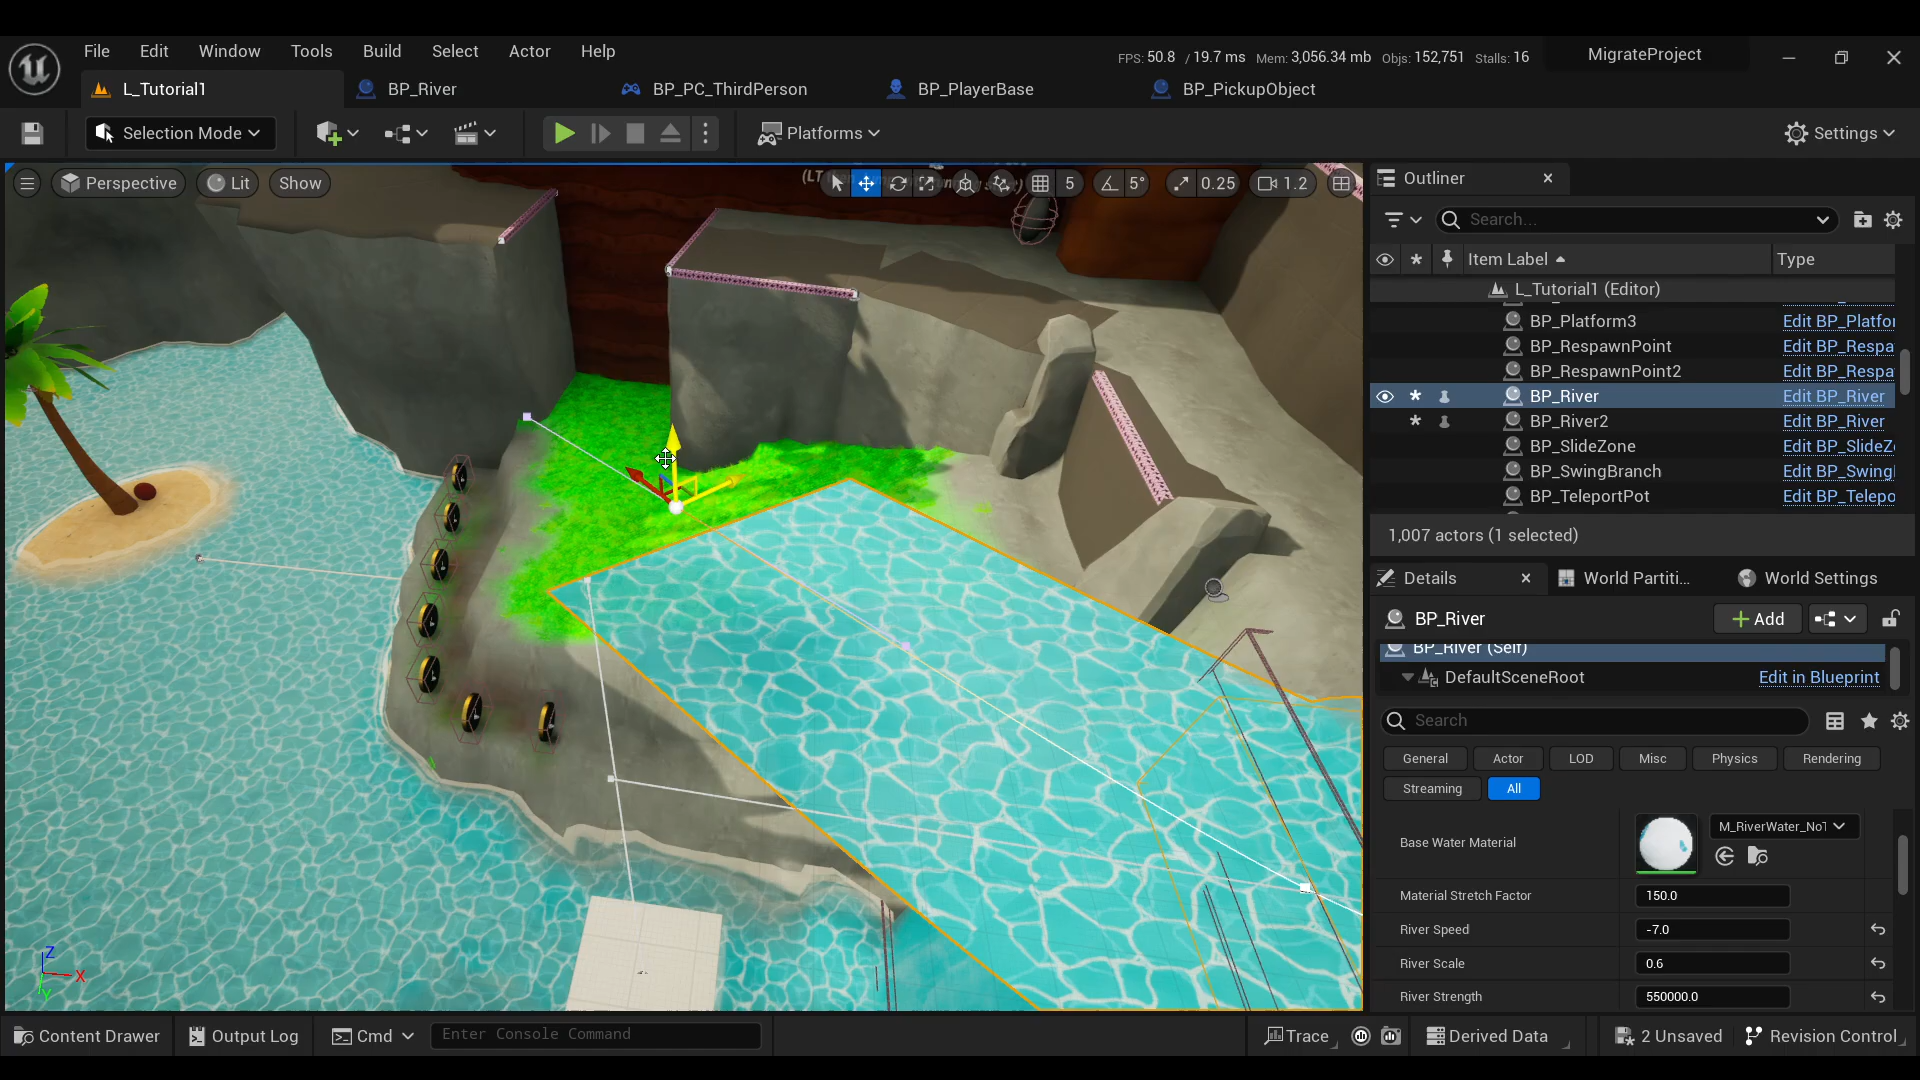 File Edit Window Tools Build Select Actor Help
FPS: 50.8 / 19.7 ms Mem: 3,056.34 mb Objs: 152,751 Stalls: 16
MigrateProject
L_Tutorial1
BP_River
BP_PC_ThirdPerson
BP_PlayerBase
BP_PickupObject
Selection Mode
Platforms
Settings
Perspective
Lit
Show
5
5°
0.25
1.2
Outliner
Search...
Item Label
Type
L_Tutorial1 (Editor)
BP_Platform3 Edit BP_Platfor
BP_RespawnPoint Edit BP_Respa
BP_RespawnPoint2 Edit BP_Respa
BP_River Edit BP_River
BP_River2 Edit BP_River
BP_SlideZone Edit BP_SlideZ
BP_SwingBranch Edit BP_Swing
BP_TeleportPot Edit BP_Telepo
1,007 actors (1 selected)
Details
World Partiti...
World Settings
BP_River
Add
BP_River (Self)
DefaultSceneRoot Edit in Blueprint
Search
General Actor LOD Misc Physics Rendering
Streaming All
Base Water Material M_RiverWater_NoT
Material Stretch Factor 150.0
River Speed -7.0
River Scale 0.6
River Strength 550000.0
Z
X
Y
Content Drawer
Output Log
Cmd
Enter Console Command
Trace
Derived Data
2 Unsaved
Revision Control